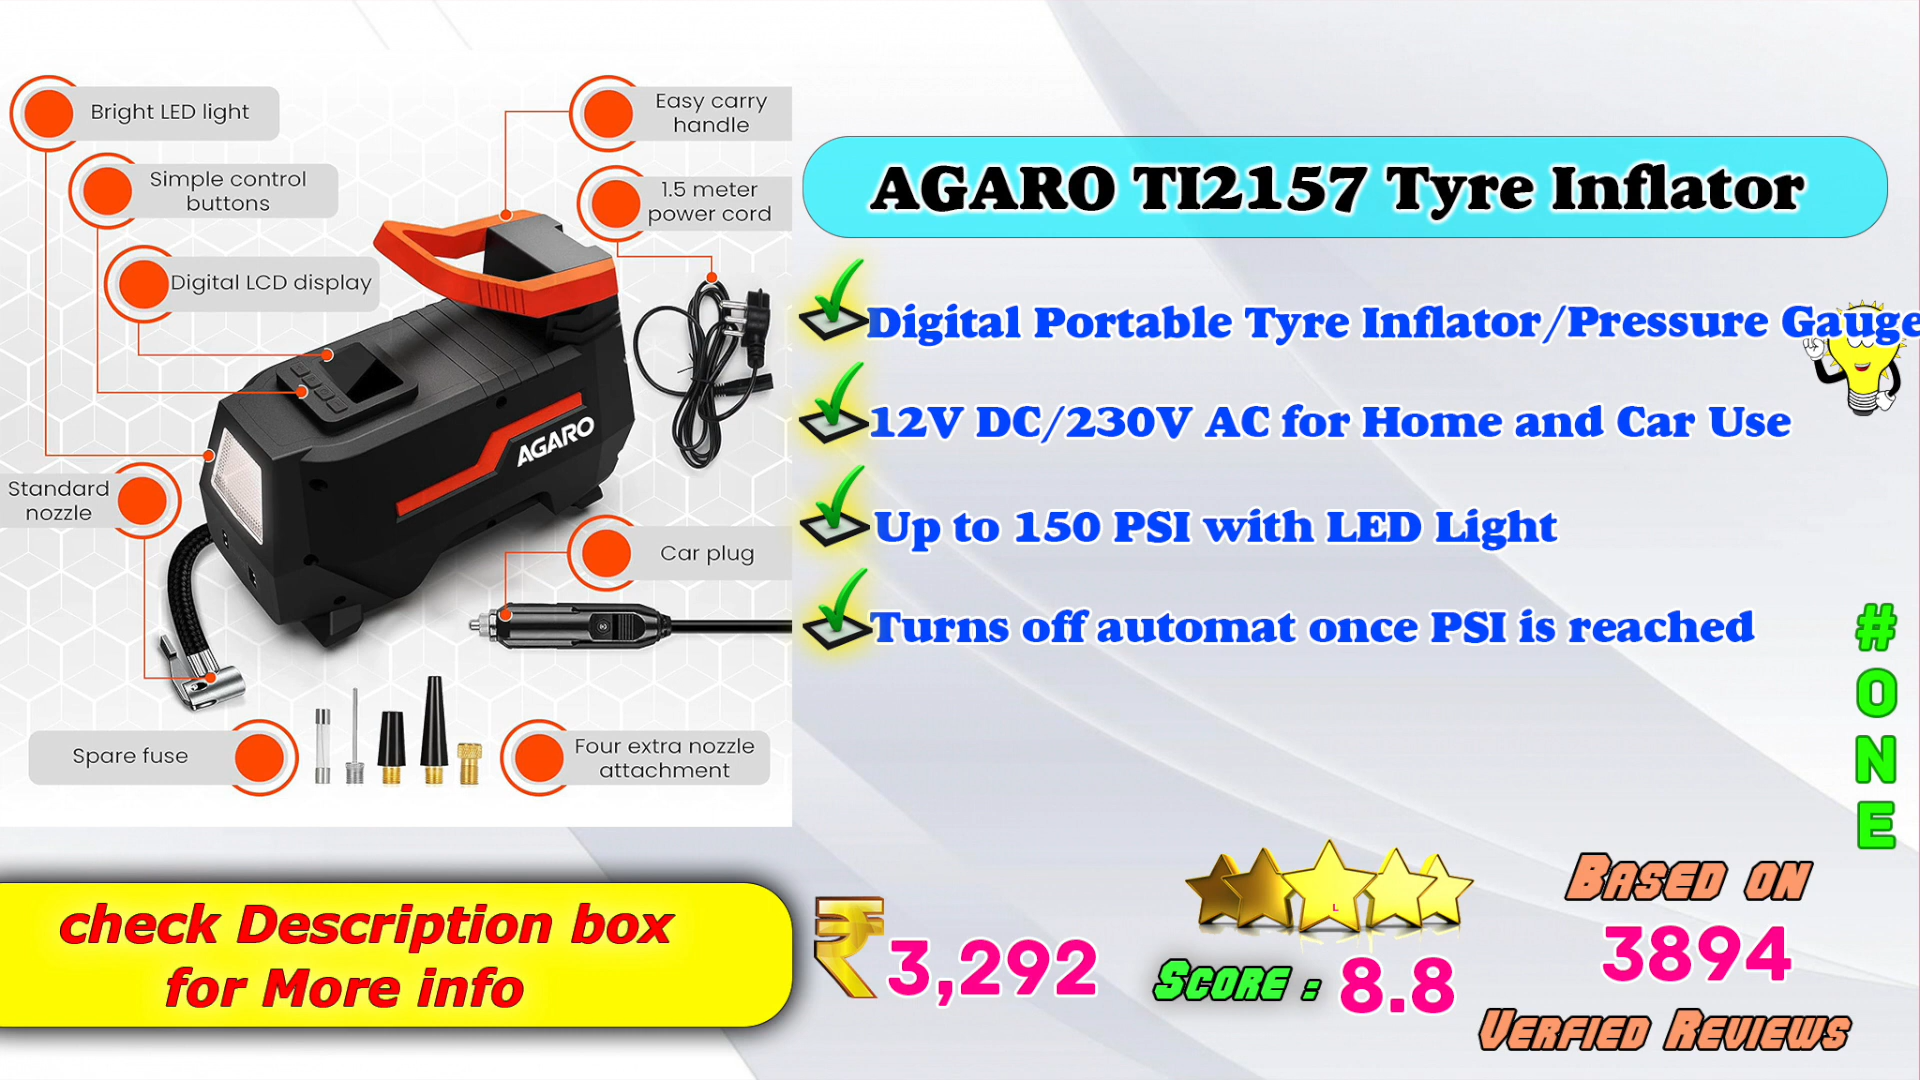 Bright LED light
Simple control
buttons
Digital LCD display
Standard
nozzle
Spare fuse
Easy carry
handle
1.5 meter
power cord
AGARO
Car plug
Four extra nozzle
attachment
AGARO TI2157 Tyre Inflator
Digital Portable Tyre Inflator/Pressure Gauge
12V DC/230V AC for Home and Car Use
Up to 150 PSI with LED Light
Turns off automat once PSI is reached
#
O
N
E
check Description box
for More info
₹3,292
L
Score : 8.8
Based on
3894
Verfied Reviews